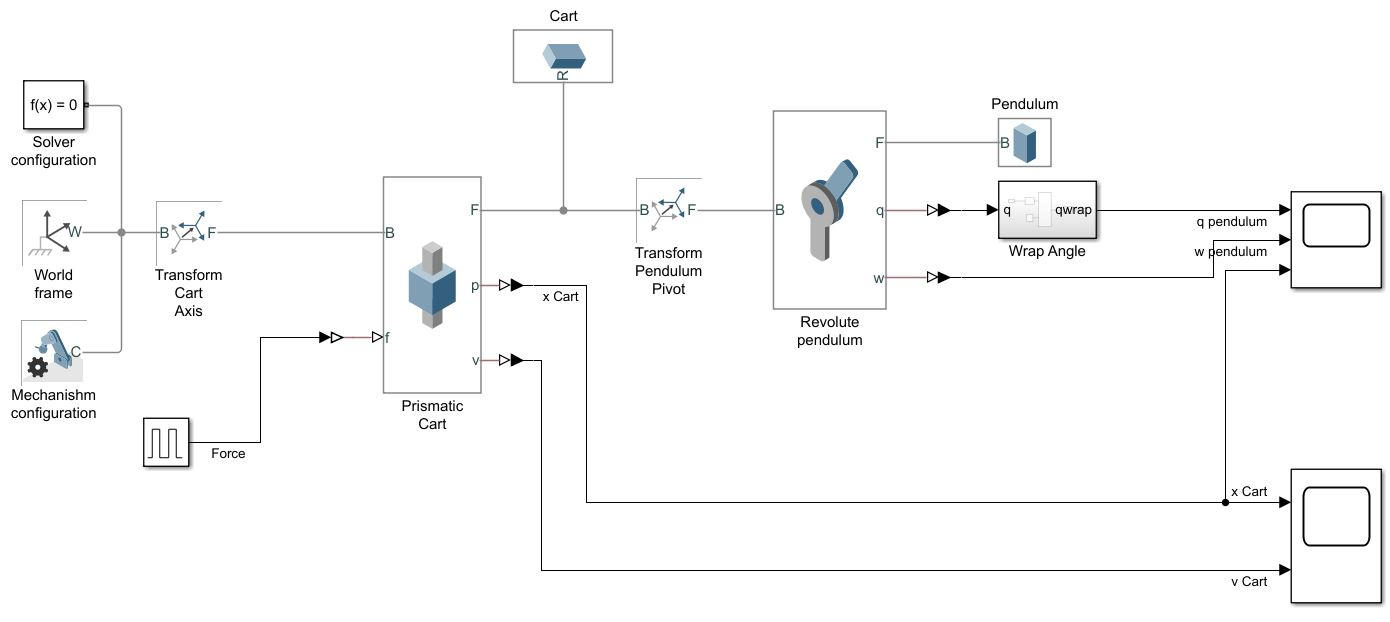 Cart
R
f(x) = 0
Solver
configuration
W
World
frame
B
F
Transform
Cart
Axis
C
Mechanishm
configuration
Force
B
F
p
f
v
Prismatic
Cart
x Cart
B
F
Transform
Pendulum
Pivot
B
F
q
w
Revolute
pendulum
Pendulum
B
q
qwrap
Wrap Angle
q pendulum
w pendulum
x Cart
v Cart